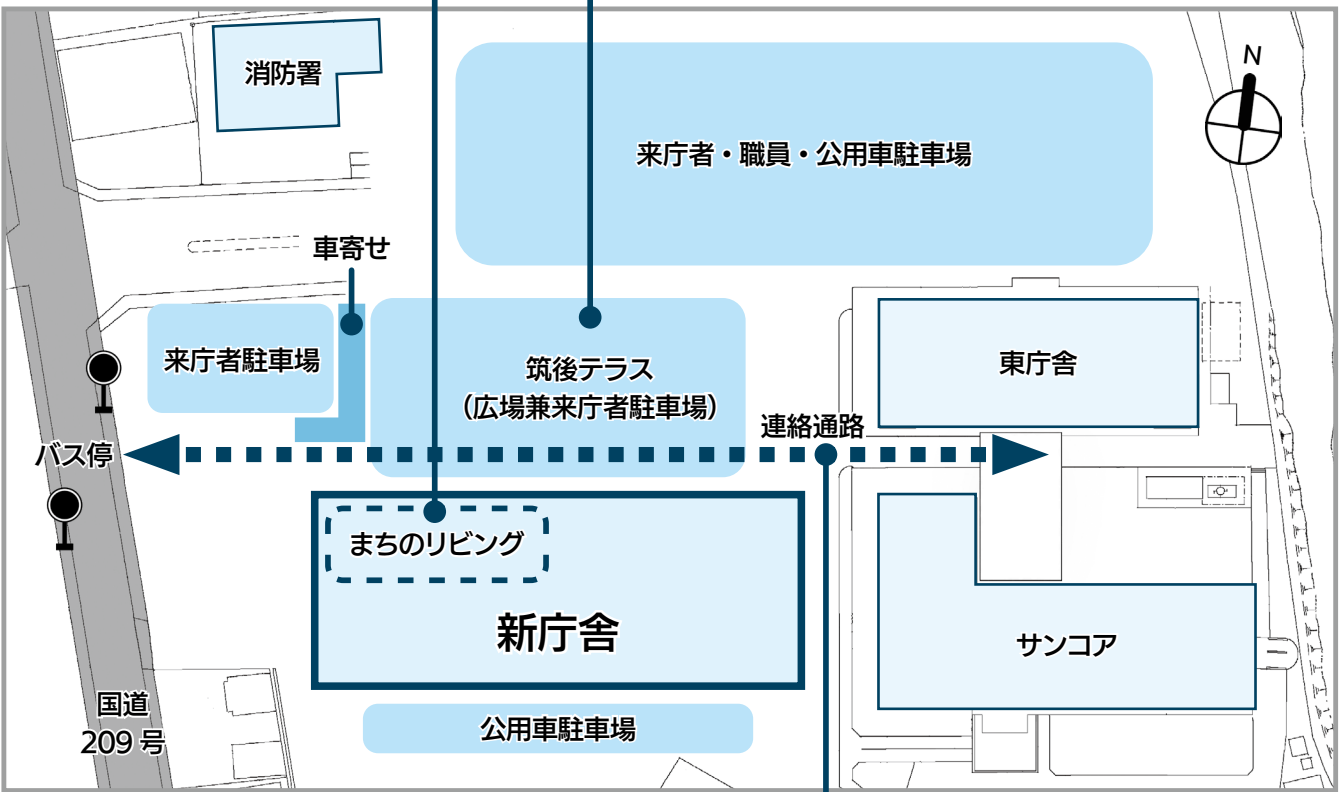 消防署
来庁者・職員・公用車駐車場
N
車寄せ
来庁者駐車場
筑後テラス
（広場兼来庁者駐車場）
東庁舎
連絡通路
バス停
まちのリビング
新庁舎
サンコア
国道
209 号
公用車駐車場